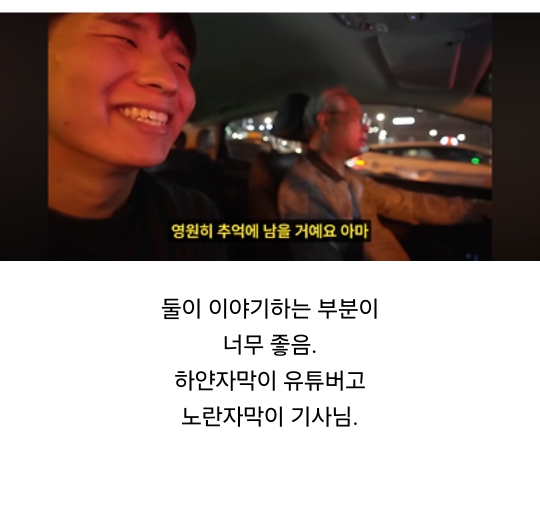 영원히 추억에 남을 거예요 아마
둘이 이야기하는 부분이
너무 좋음.
하얀자막이 유튜버고
노란자막이 기사님.